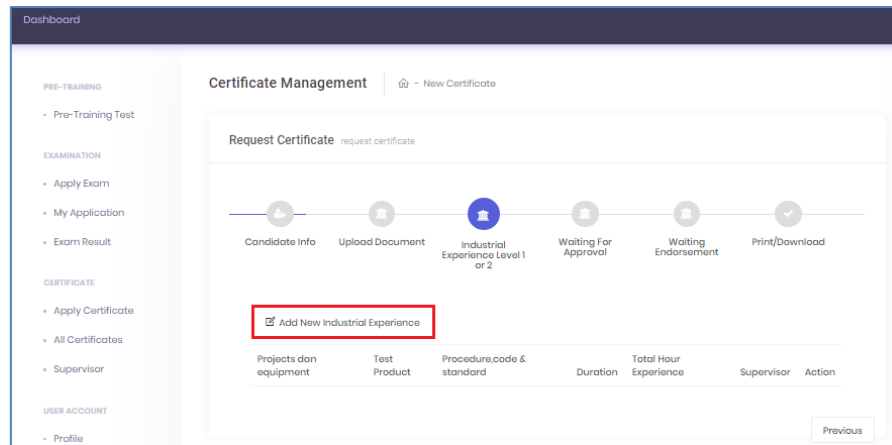 Dashboard
PRE-TRAINING
- Pre-Training Test
EXAMINATION
Apply Exam
My Application
Exam Result
CERTIFICATE
Apply Certificate
All Certificates
Supervisor
USER ACCOUNT
- Profile
Certificate Management
- New Certificate
Request Certificate request certificate
Candidate Info
Upload Document
Industrial
Experience Level 1
or 2
Waiting For
Approval
Waiting
Endorsement
Print/Download
Add New Industrial Experience
Projects dan
equipment
Test
Product
Procedure,code &
standard
Duration
Total Hour
Experience
Supervisor
Action
Previous